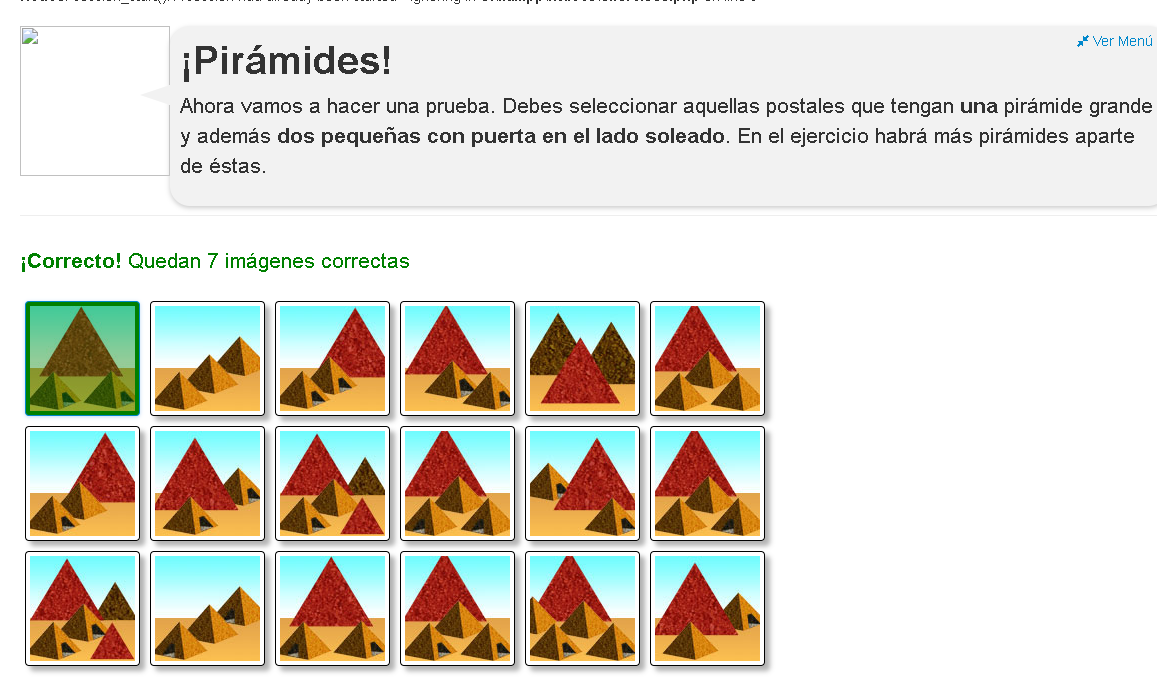 Ver Menú
¡Pirámides!
Ahora vamos a hacer una prueba. Debes seleccionar aquellas postales que tengan una pirámide grande
y además dos pequeñas con puerta en el lado soleado. En el ejercicio habrá más pirámides aparte
de éstas.
¡Correcto! Quedan 7 imágenes correctas